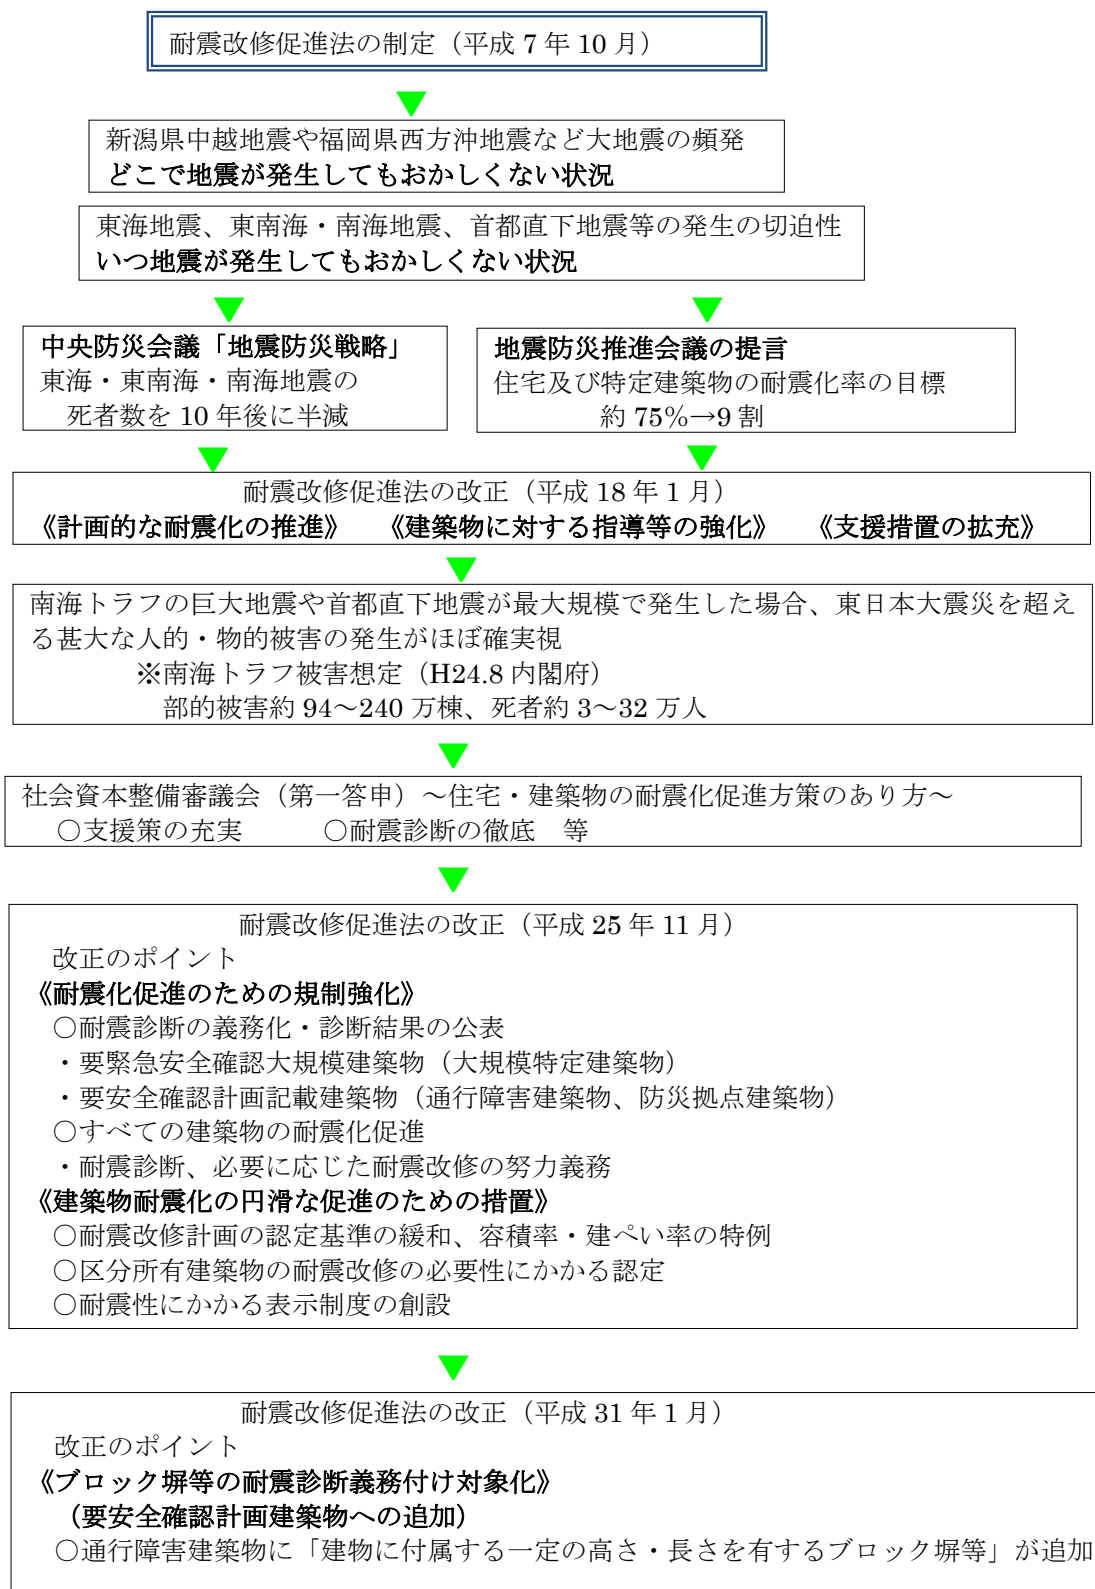 耐震改修促進法の制定（平成 7 年 10 月）
新潟県中越地震や福岡県西方沖地震など大地震の頻発
どこで地震が発生してもおかしくない状況
東海地震、東南海・南海地震、首都直下地震等の発生の切迫性
いつ地震が発生してもおかしくない状況
中央防災会議「地震防災戦略」
東海・東南海・南海地震の
死者数を 10 年後に半減
地震防災推進会議の提言
住宅及び特定建築物の耐震化率の目標
約 75%→9 割
耐震改修促進法の改正（平成 18 年 1 月）
《計画的な耐震化の推進》　《建築物に対する指導等の強化》　《支援措置の拡充》
南海トラフの巨大地震や首都直下地震が最大規模で発生した場合、東日本大震災を超え
る甚大な人的・物的被害の発生がほぼ確実視
※南海トラフ被害想定（H24.8 内閣府）
部的被害約 94～240 万棟、死者約 3～32 万人
社会資本整備審議会（第一答申）～住宅・建築物の耐震化促進方策のあり方～
○支援策の充実　　　○耐震診断の徹底　等
耐震改修促進法の改正（平成 25 年 11 月）
改正のポイント
《耐震化促進のための規制強化》
○耐震診断の義務化・診断結果の公表
・要緊急安全確認大規模建築物（大規模特定建築物）
・要安全確認計画記載建築物（通行障害建築物、防災拠点建築物）
○すべての建築物の耐震化促進
・耐震診断、必要に応じた耐震改修の努力義務
《建築物耐震化の円滑な促進のための措置》
○耐震改修計画の認定基準の緩和、容積率・建ぺい率の特例
○区分所有建築物の耐震改修の必要性にかかる認定
○耐震性にかかる表示制度の創設
耐震改修促進法の改正（平成 31 年 1 月）
改正のポイント
《ブロック塀等の耐震診断義務付け対象化》
（要安全確認計画建築物への追加）
○通行障害建築物に「建物に付属する一定の高さ・長さを有するブロック塀等」が追加